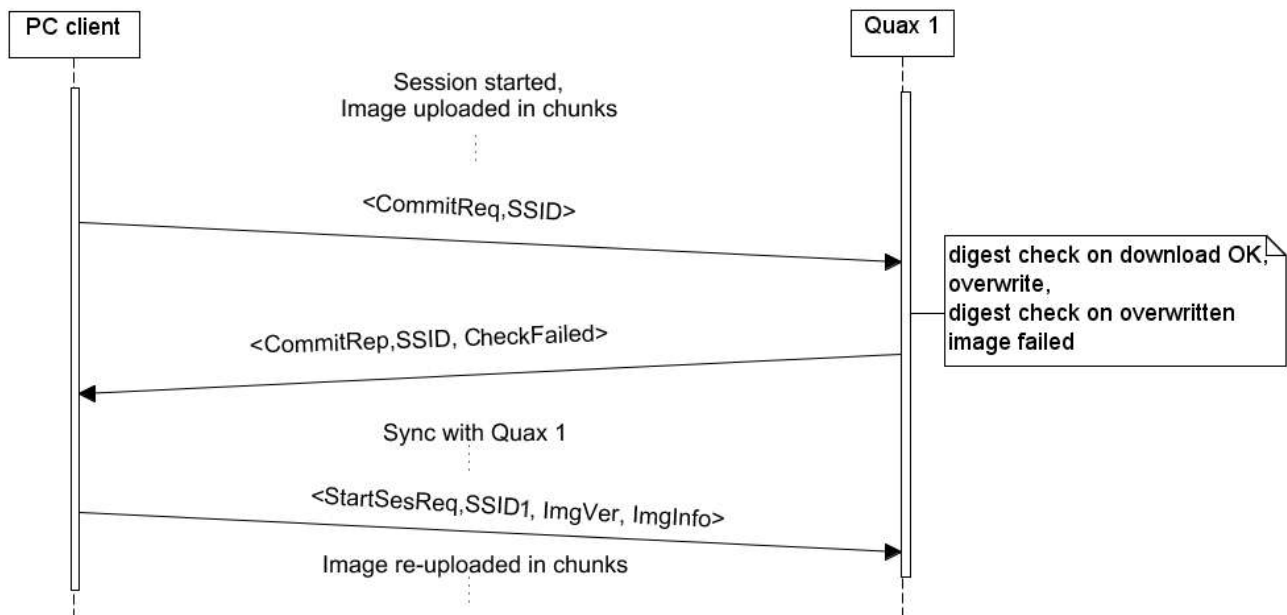 PC client
Quax 1
Session started,
Image uploaded in chunks
<CommitReq,SSID>
digest check on download OK,
overwrite,
digest check on overwritten
image failed
<CommitRep,SSID, CheckFailed>
Sync with Quax 1
<StartSesReq,SSID1, ImgVer, ImgInfo>
Image re-uploaded in chunks